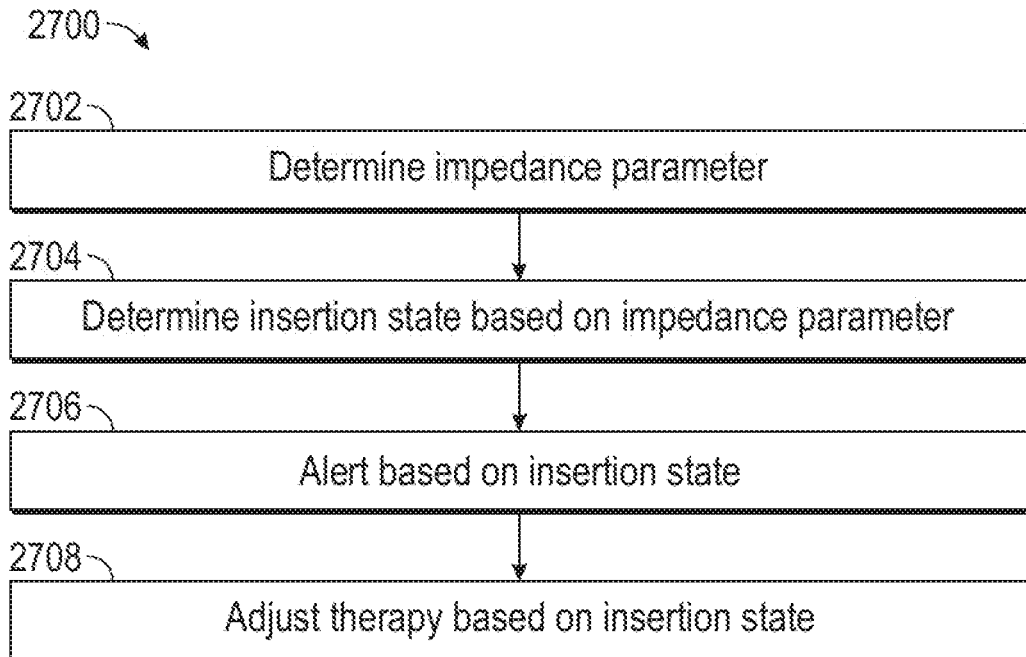 2700
2702
Determine impedance parameter
2704
Determine insertion state based on impedance parameter
2706
Alert based on insertion state
2708
Adjust therapy based on insertion state